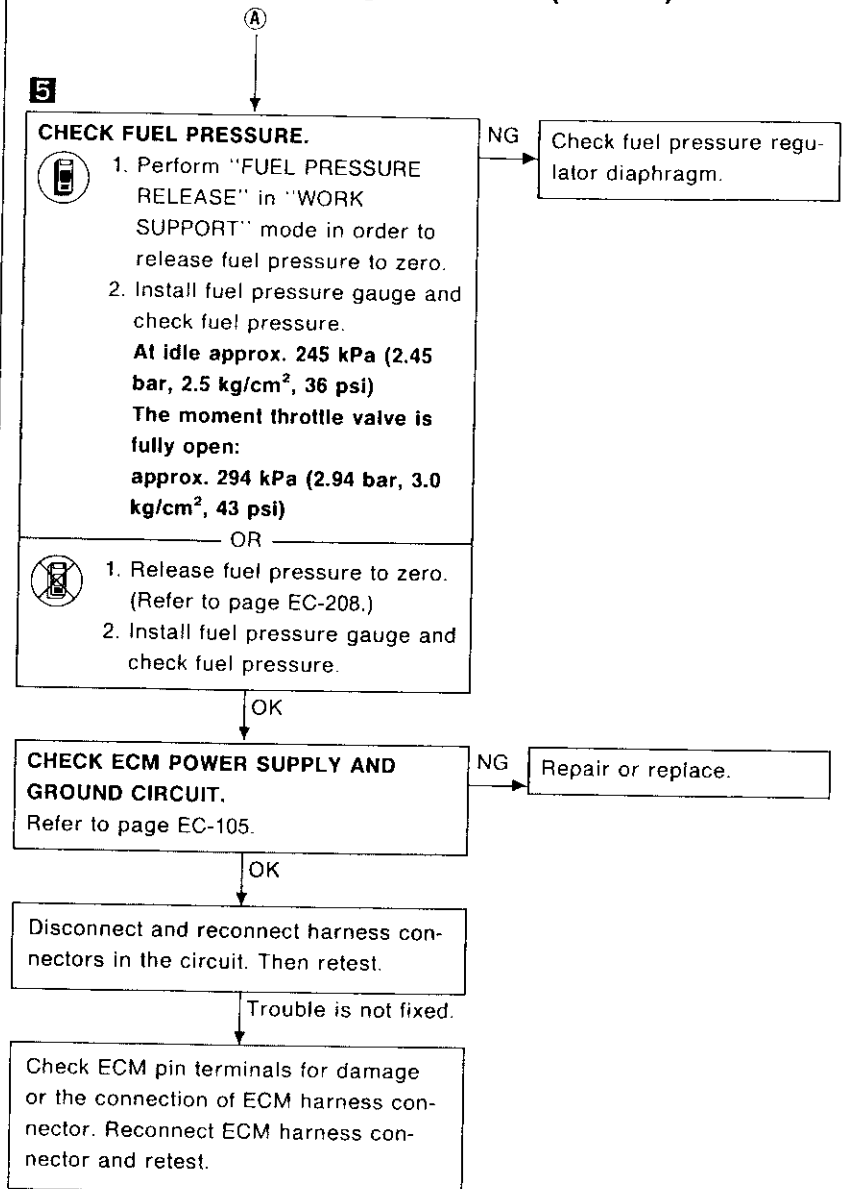 A
5
CHECK FUEL PRESSURE.
1. Perform "FUEL PRESSURE
RELEASE" in "WORK
SUPPORT" mode in order to
release fuel pressure to zero.
2. Install fuel pressure gauge and
check fuel pressure.
At idle approx. 245 kPa (2.45
bar, 2.5 kg/cm², 36 psi)
The moment throttle valve is
fully open:
approx. 294 kPa (2.94 bar, 3.0
kg/cm², 43 psi)
OR
1. Release fuel pressure to zero.
(Refer to page EC-208.)
2. Install fuel pressure gauge and
check fuel pressure.
NG
Check fuel pressure regu-
lator diaphragm.
OK
CHECK ECM POWER SUPPLY AND
GROUND CIRCUIT.
Refer to page EC-105.
NG
Repair or replace.
OK
Disconnect and reconnect harness con-
nectors in the circuit. Then retest.
Trouble is not fixed.
Check ECM pin terminals for damage
or the connection of ECM harness con-
nector. Reconnect ECM harness con-
nector and retest.